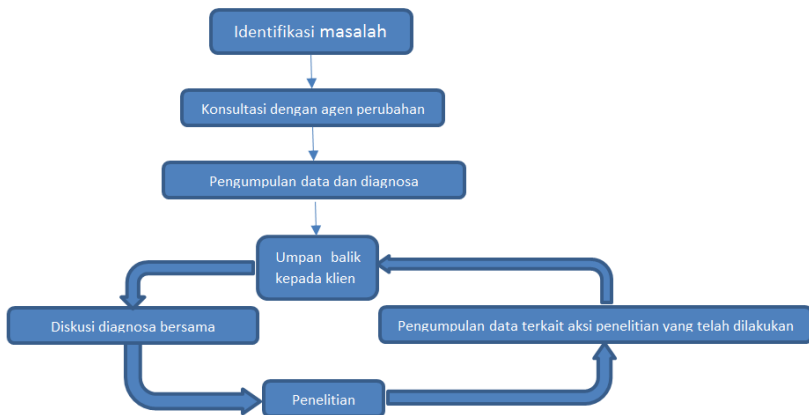 Identifikasi masalah
Konsultasi dengan agen perubahan
Pengumpulan data dan diagnosa
Umpan balik
kepada klien
Diskusi diagnosa bersama
Pengumpulan data terkait aksi penelitian yang telah dilakukan
Penelitian